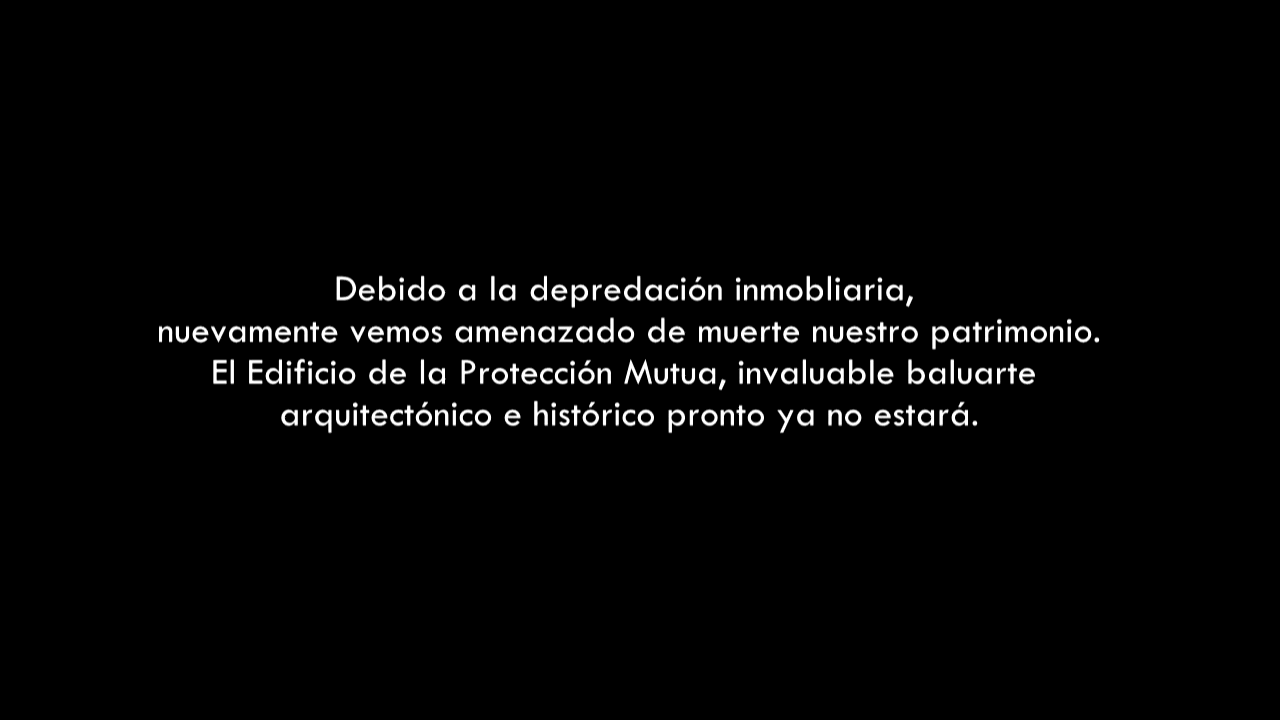 Debido a la depredación inmobliaria,
nuevamente vemos amenazado de muerte nuestro patrimonio.
El Edificio de la Protección Mutua, invaluable baluarte
arquitectónico e histórico pronto ya no estará.